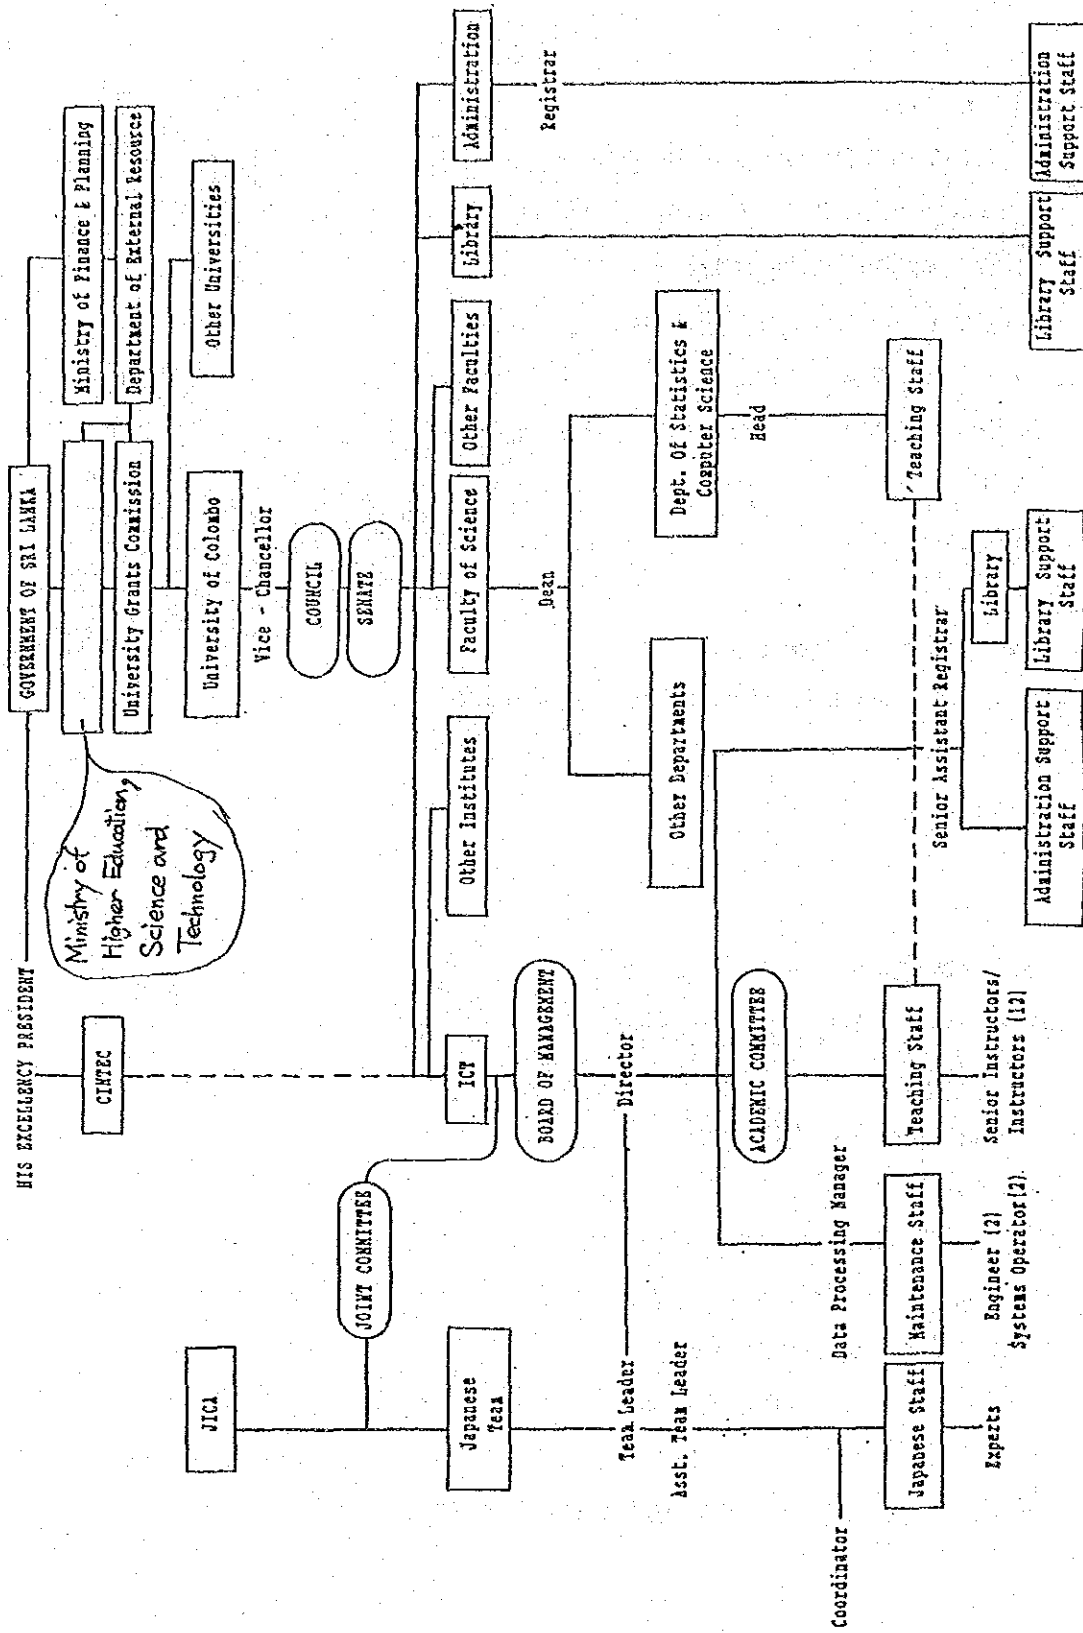 HIS EXCELLENCY PRESIDENT
GOVERNMENT OF SRI LANKA
CINTEC
Ministry of
Higher Education,
Science and
Technology
Ministry of Finance & Planning
University Grants Commission
Department of External Resource
JICA
University of Colombo
Other Universities
Vice - Chancellor
COUNCIL
JOINT COMMITTEE
SENATE
Japanese
Team
ICT
Other Institutes
Faculty of Science
Other Faculties
Library
Administration
BOARD OF MANAGEMENT
Dean
Registrar
Team Leader
Director
Asst. Team Leader
Other Departments
Dept. Of Statistics &
Computer Science
ACADEMIC COMMITTEE
Head
Coordinator
Data Processing Manager
Japanese Staff
Maintenance Staff
Teaching Staff
Teaching Staff
Senior Assistant Registrar
Experts
Engineer (2)
Systems Operator(2)
Senior Instructors/
Instructors (12)
Library
Administration Support
Staff
Library Support
Staff
Library Support
Staff
Administration
Support Staff